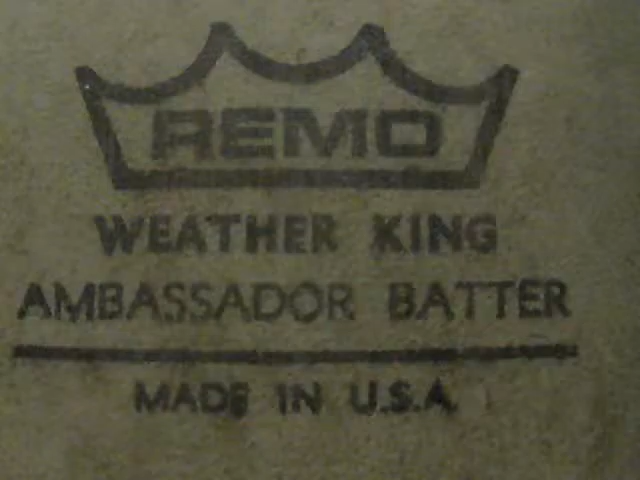 REMO
WEATHER KING
AMBASSADOR BATTER
MADE IN U.S.A.